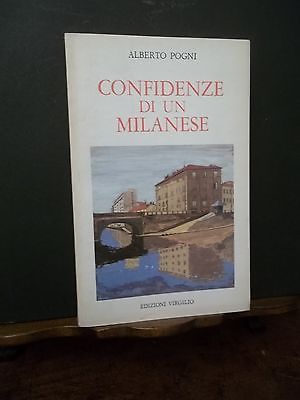 ALBERTO POGNI
CONFIDENZE
DI UN
MILANESE
EDIZIONI VIRGILIO